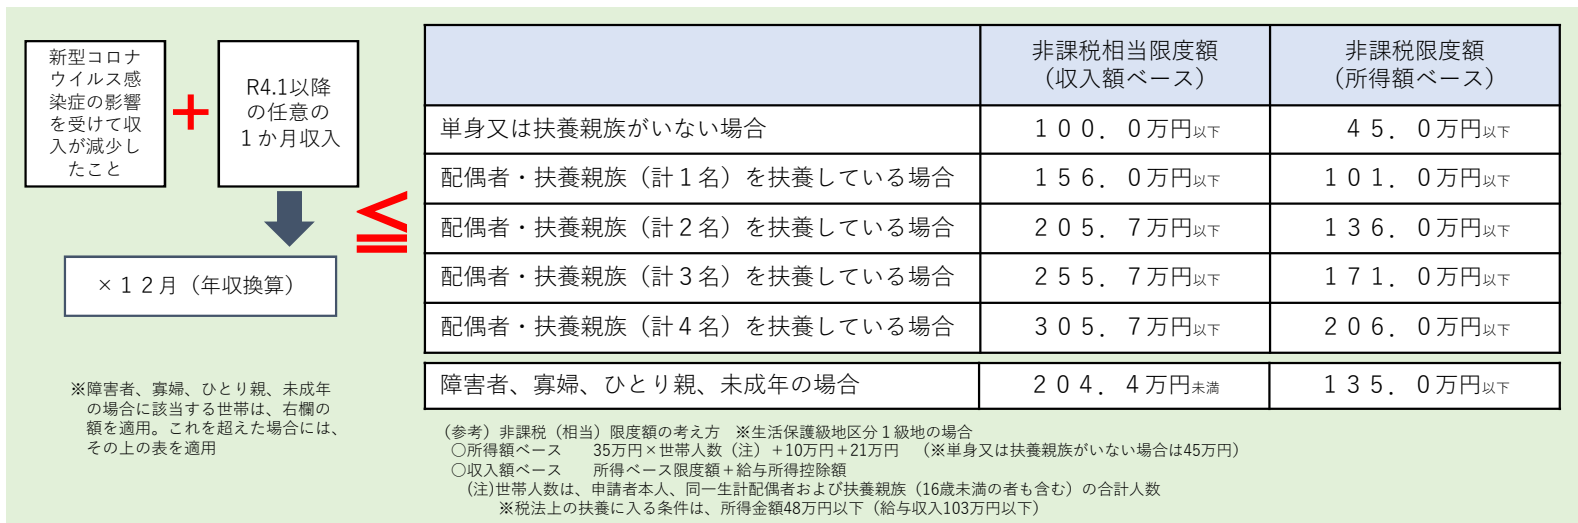 新型コロナ
ウイルス感
染症の影響
を受けて収
入が減少し
たこと
+
R4.1以降
の任意の
１か月収入
×１２月（年収換算）
≦
※障害者、寡婦、ひとり親、未成年
の場合に該当する世帯は、右欄の
額を適用。これを超えた場合には、
その上の表を適用
非課税相当限度額
（収入額ベース）
非課税限度額
（所得額ベース）
単身又は扶養親族がいない場合 １００．０万円以下 ４５．０万円以下
配偶者・扶養親族（計１名）を扶養している場合 １５６．０万円以下 １０１．０万円以下
配偶者・扶養親族（計２名）を扶養している場合 ２０５．７万円以下 １３６．０万円以下
配偶者・扶養親族（計３名）を扶養している場合 ２５５．７万円以下 １７１．０万円以下
配偶者・扶養親族（計４名）を扶養している場合 ３０５．７万円以下 ２０６．０万円以下
障害者、寡婦、ひとり親、未成年の場合 ２０４．４万円未満 １３５．０万円以下
（参考）非課税（相当）限度額の考え方　※生活保護級地区分１級地の場合
○所得額ベース　　35万円×世帯人数（注）+10万円+21万円　（※単身又は扶養親族がいない場合は45万円）
○収入額ベース　　所得ベース限度額＋給与所得控除額
(注)世帯人数は、申請者本人、同一生計配偶者および扶養親族（16歳未満の者も含む）の合計人数
※税法上の扶養に入る条件は、所得金額48万円以下（給与収入103万円以下）